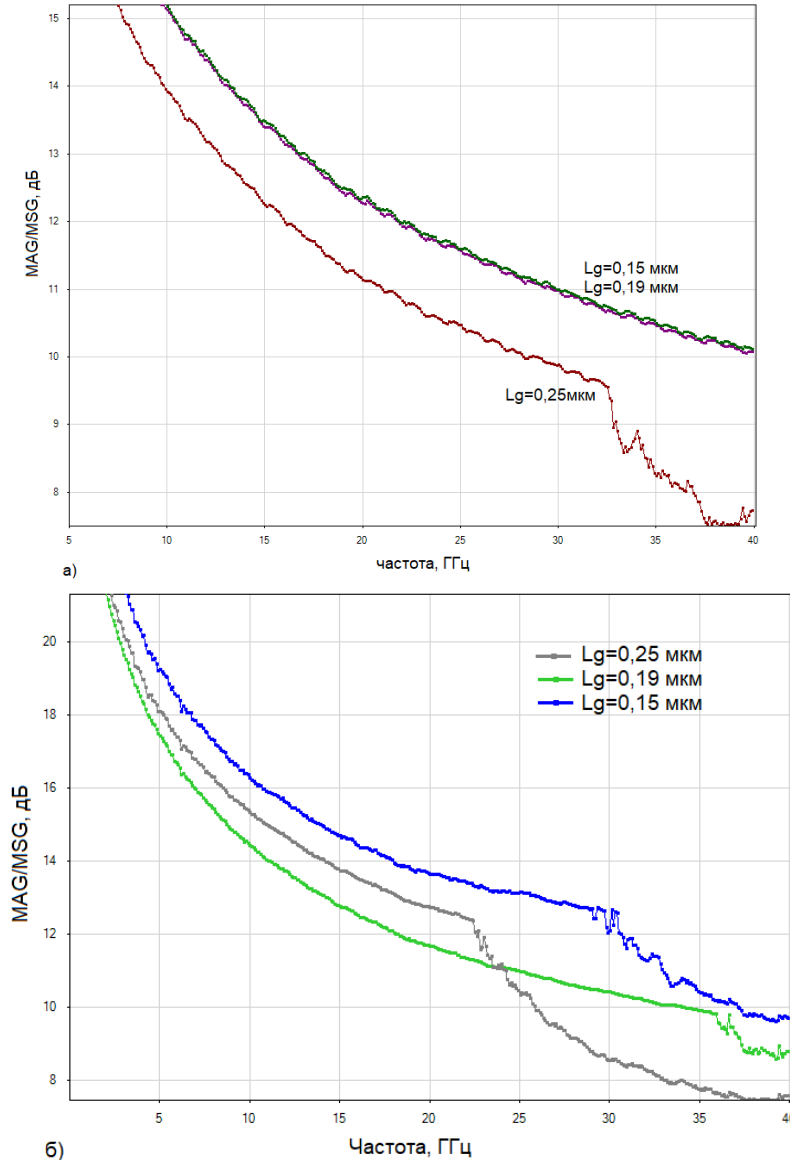 15
14
13
12
11
10
9
8
MAG/MSG, дБ
Lg=0,15 мкм
Lg=0,19 мкм
Lg=0,25мкм
5 10 15 20 25 30 35 40
частота, ГГц
а)
20
18
16
14
12
10
8
MAG/MSG, дБ
Lg=0,25 мкм
Lg=0,19 мкм
Lg=0,15 мкм
5 10 15 20 25 30 35 40
Частота, ГГц
б)